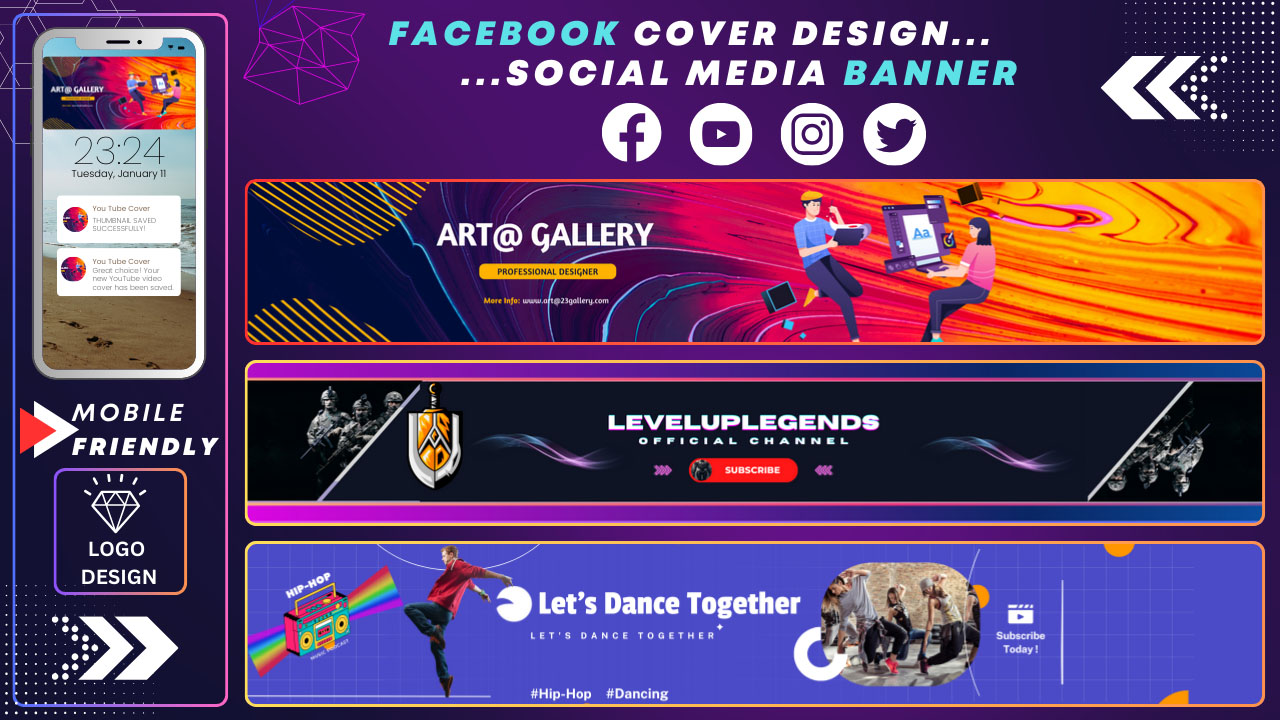 FACEBOOK COVER DESIGN...
...SOCIAL MEDIA BANNER
ART@ GALLERY
23:24
Tuesday, January 11
You Tube Cover
THUMBNAIL SAVED
SUCCESSFULLY!
You Tube Cover
Great choice! Your
new YouTube video
cover has been saved
MOBILE
FRIENDLY
LOGO
DESIGN
ART@ GALLERY
PROFESSIONAL DESIGNER
More Info: www.art@23gallery.com
Aa
LEVELUPLEGENDS
OFFICIAL CHANNEL
SUBSCRIBE
HIP-HOP
MUSIC PODCAST
Let's Dance Together
LET'S DANCE TOGETHER
#Hip-Hop #Dancing
Subscribe
Today !